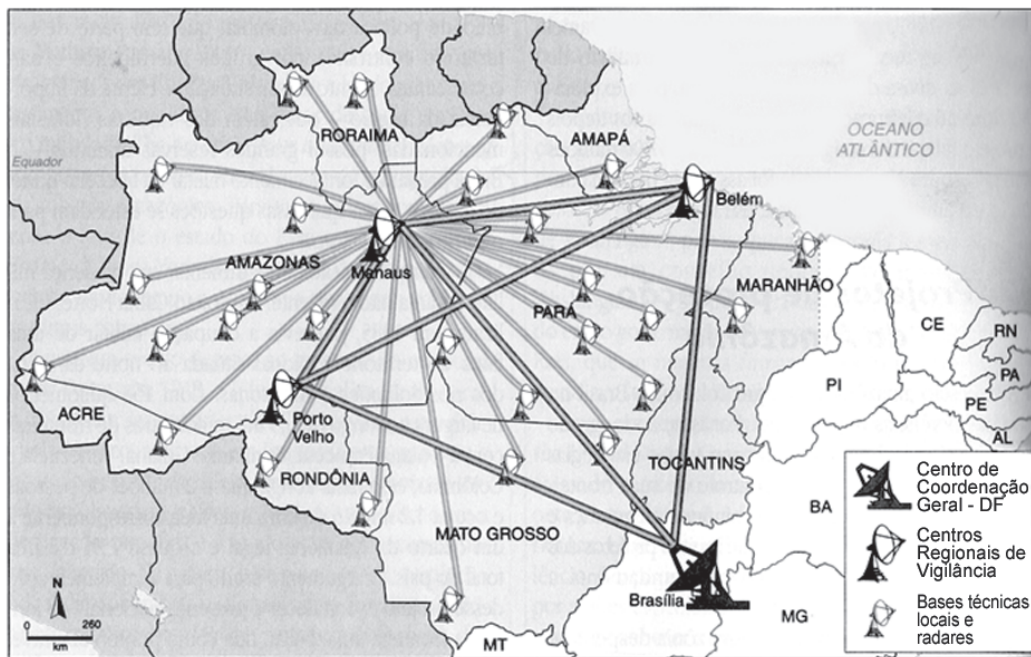 RORAIMA
AMAPÁ
OCEANO
ATLÂNTICO
Equador
Belém
AMAZONAS
Manaus
PARÁ
MARANHÃO
CE
RN
PA
PI
PE
AL
ACRE
Porto
Velho
RONDÔNIA
TOCANTINS
BA
MATO GROSSO
Brasília
MG
MT
N
0 260
km
Centro de
Coordenação
Geral - DF
Centros
Regionais de
Vigilância
Bases técnicas
locais e
radares